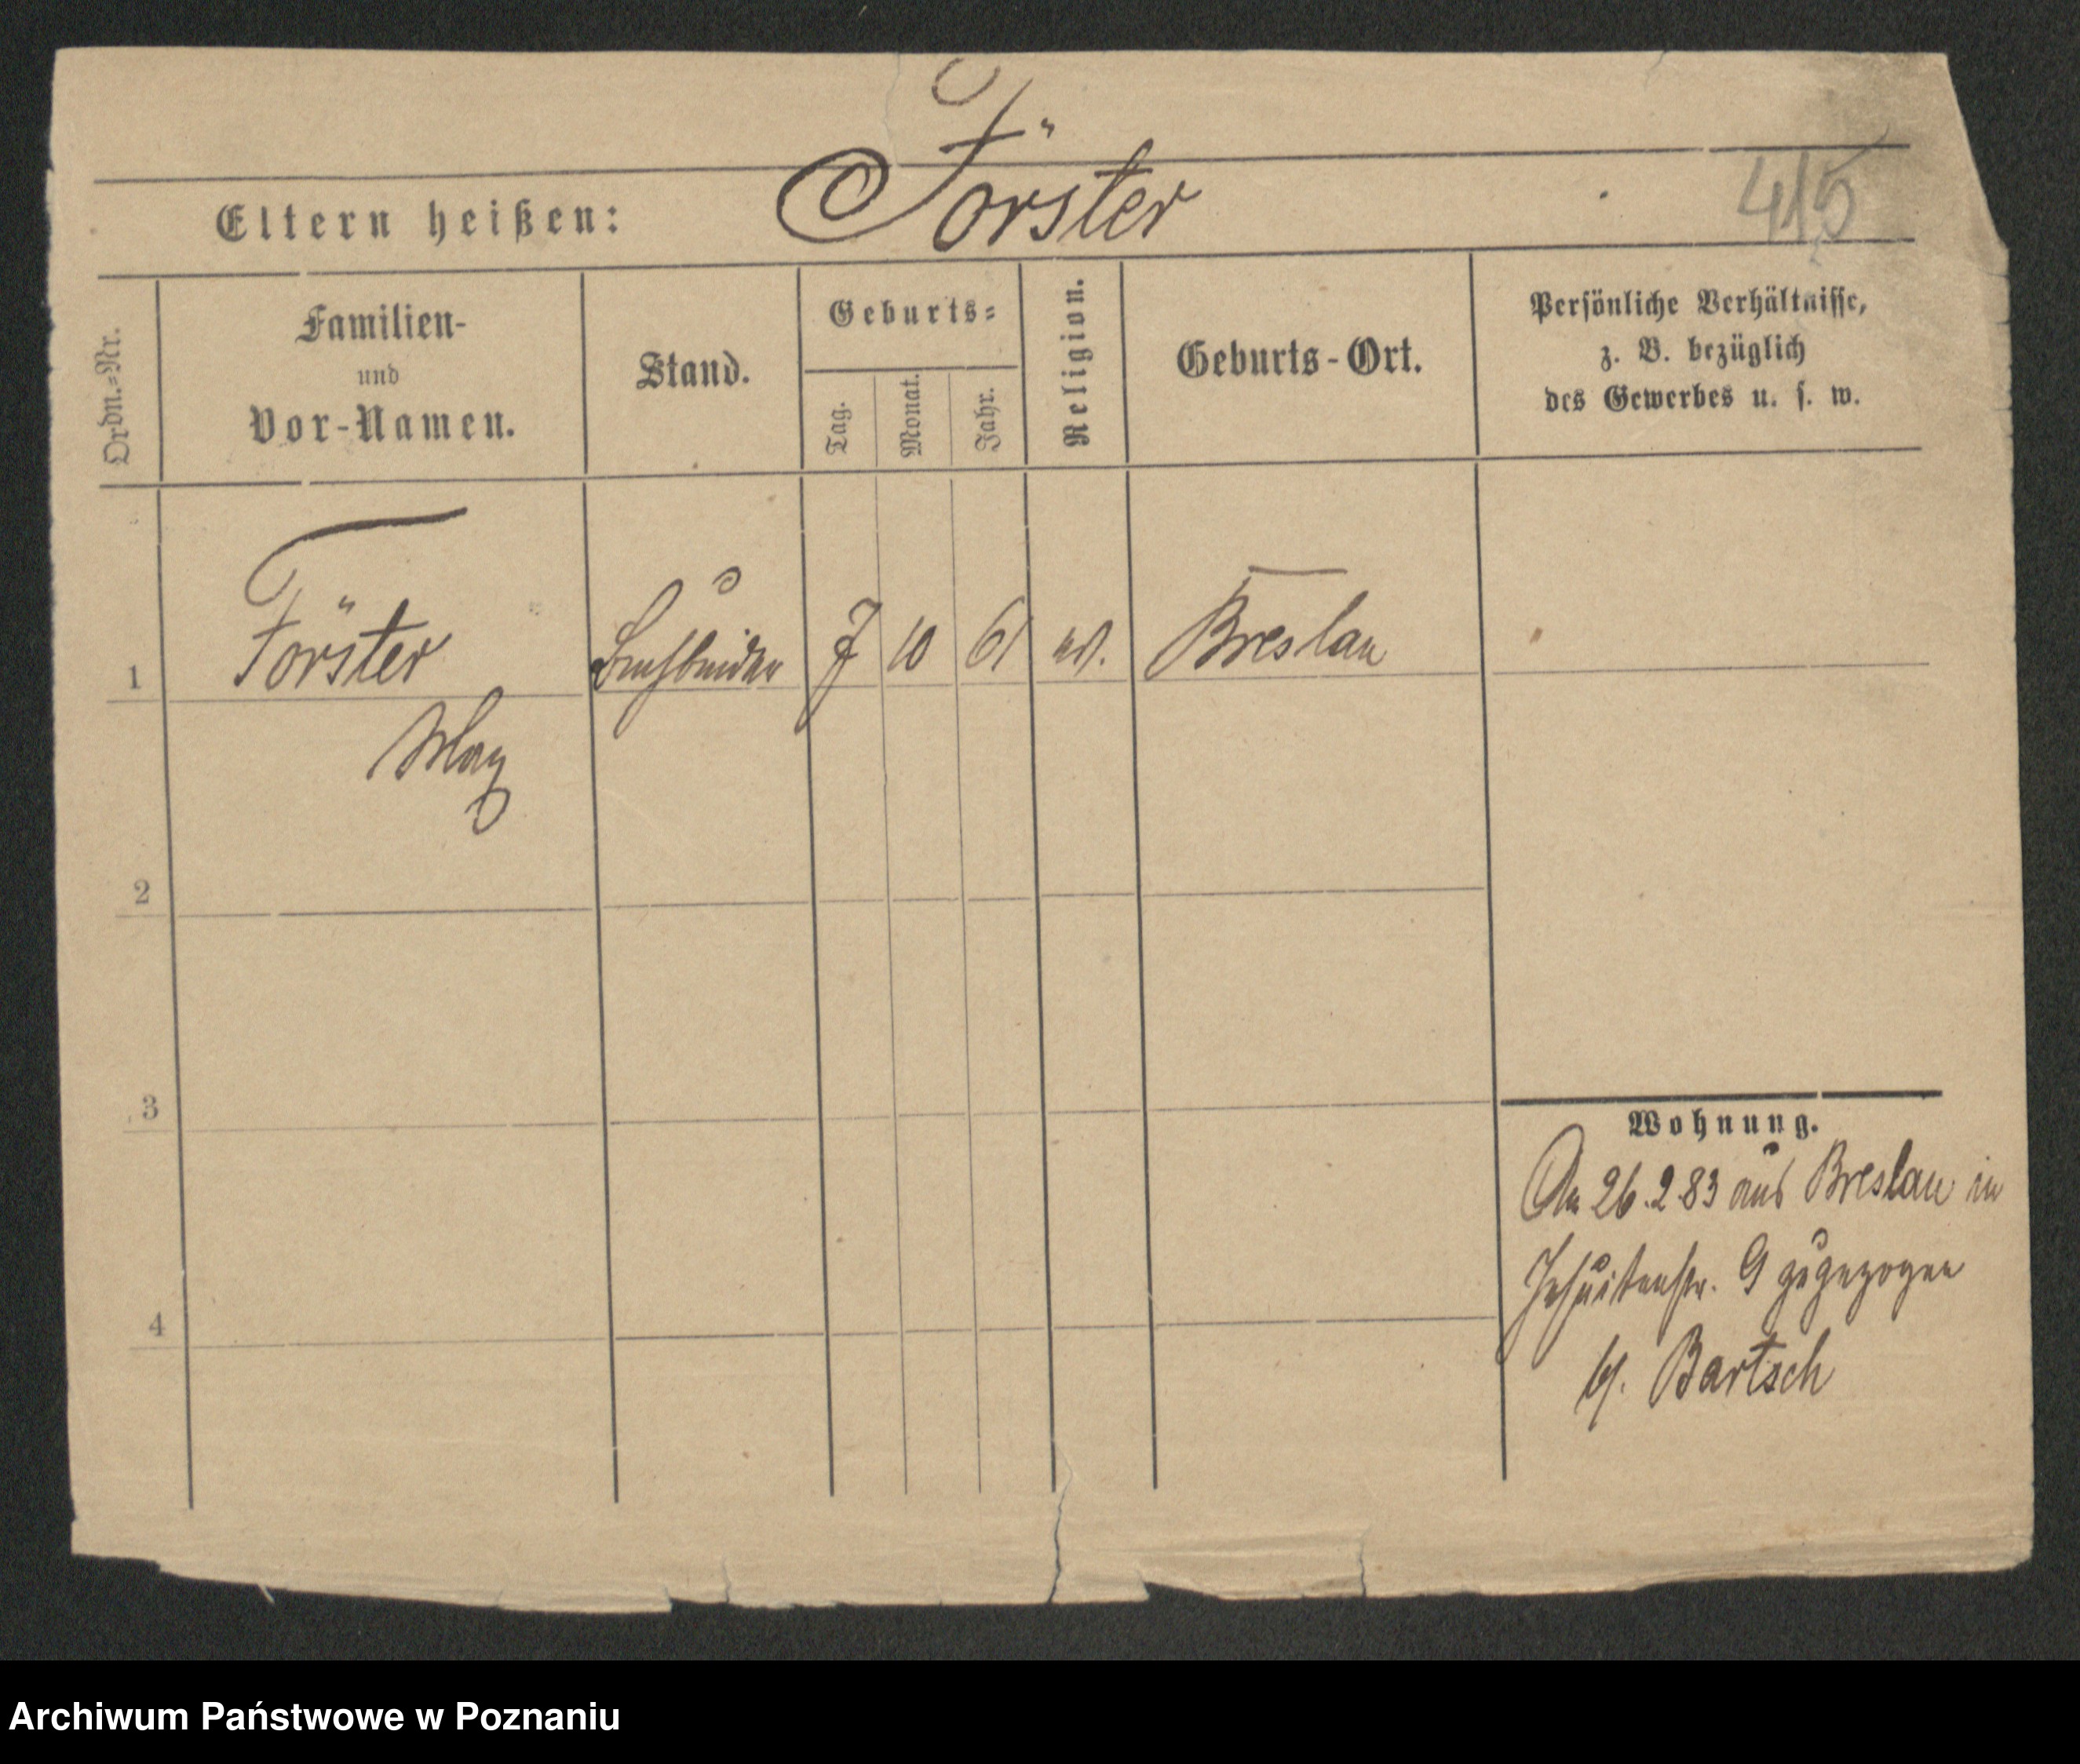 Förster
415
Eltern heißen:
Ordn.=Nr.
Familien-
und
Vor-Namen.
Stand.
Geburts=
Tag.
Monat.
Jahr.
Religion.
Geburts-Ort.
Persönliche Verhältnisse,
z. B. bezüglich
des Gewerbes u. s. w.
1
Förster
Max
Buchbinder
7
10
61
ev.
Breslau
2
3
4
Wohnung.
Am 26.2.83 aus Breslau in
Jesuitenstr. 9 zugezogen
b/. Bartsch
Archiwum Państwowe w Poznaniu